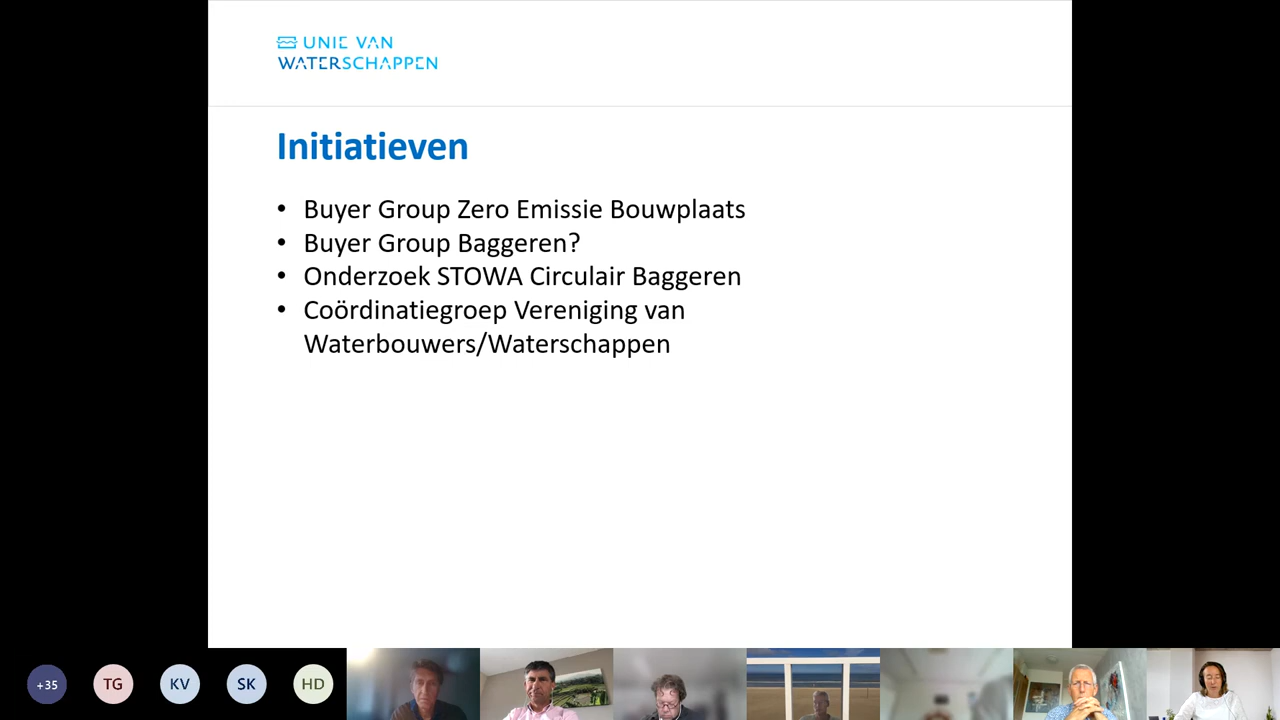 UNIE VAN
WATERSCHAPPEN
Initiatieven
• Buyer Group Zero Emissie Bouwplaats
• Buyer Group Baggeren?
• Onderzoek STOWA Circulair Baggeren
• Coördinatiegroep Vereniging van
Waterbouwers/Waterschappen
+35 TG KV SK HD